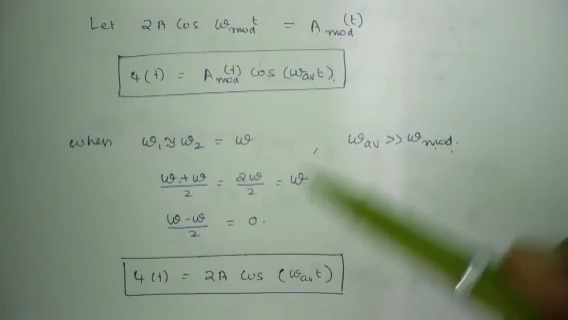 Let 2A cos ω_mod t = A_mod (t)
ψ(t) = A_mod (t) cos (ω_av t)
when ω₁ ≈ ω₂ = ω , ω_av >> ω_mod.
(ω+ω)/2 = 2ω/2 = ω
(ω-ω)/2 = 0.
ψ(t) = 2A cos (ω_av t)